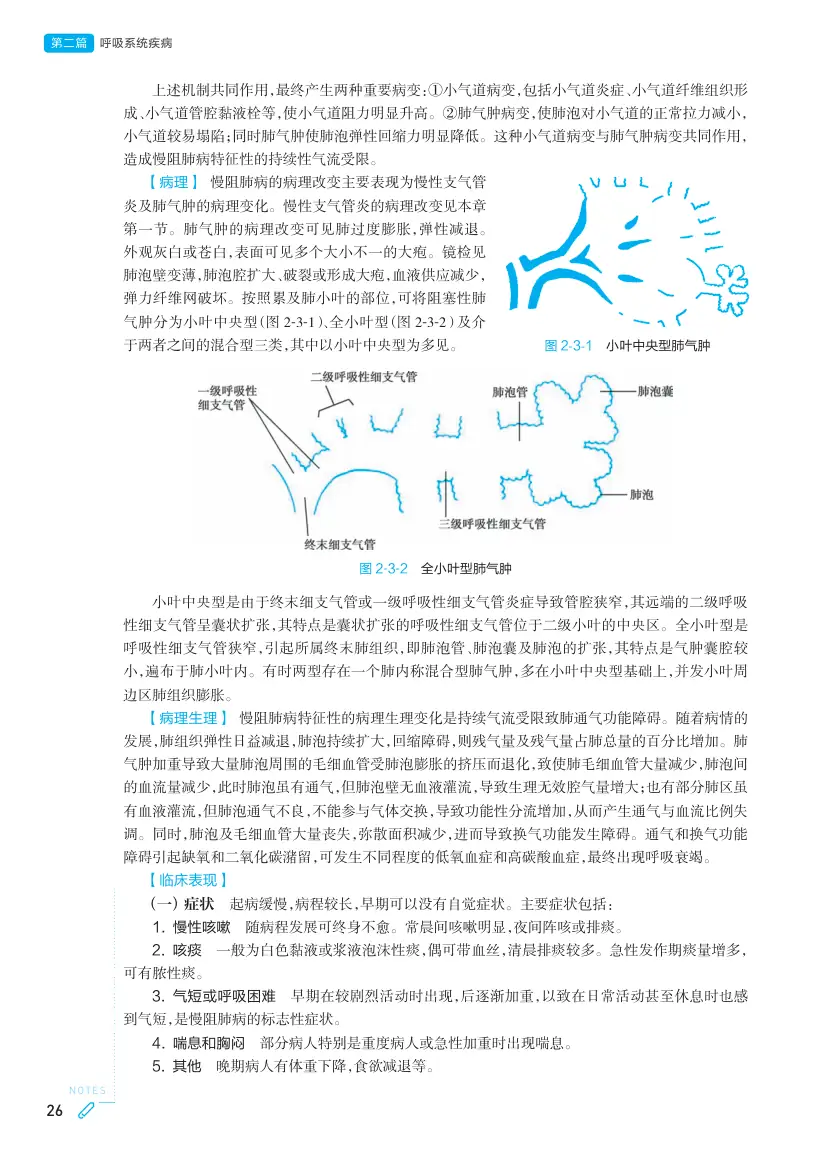 第二篇 呼吸系统疾病
上述机制共同作用,最终产生两种重要病变:①小气道病变,包括小气道炎症、小气道纤维组织形
成、小气道管腔黏液栓等,使小气道阻力明显升高。②肺气肿病变,使肺泡对小气道的正常拉力减小,
小气道较易塌陷;同时肺气肿使肺泡弹性回缩力明显降低。这种小气道病变与肺气肿病变共同作用,
造成慢阻肺病特征性的持续性气流受限。
【病理】 慢阻肺病的病理改变主要表现为慢性支气管
炎及肺气肿的病理变化。慢性支气管炎的病理改变见本章
第一节。肺气肿的病理改变可见肺过度膨胀,弹性减退。
外观灰白或苍白,表面可见多个大小不一的大疱。镜检见
肺泡壁变薄,肺泡腔扩大、破裂或形成大疱,血液供应减少,
弹力纤维网破坏。按照累及肺小叶的部位,可将阻塞性肺
气肿分为小叶中央型(图 2-3-1)、全小叶型(图 2-3-2)及介
于两者之间的混合型三类,其中以小叶中央型为多见。
图 2-3-1 小叶中央型肺气肿
二级呼吸性细支气管
一级呼吸性
细支气管
肺泡管
肺泡囊
肺泡
三级呼吸性细支气管
终末细支气管
图 2-3-2 全小叶型肺气肿
小叶中央型是由于终末细支气管或一级呼吸性细支气管炎症导致管腔狭窄,其远端的二级呼吸
性细支气管呈囊状扩张,其特点是囊状扩张的呼吸性细支气管位于二级小叶的中央区。全小叶型是
呼吸性细支气管狭窄,引起所属终末肺组织,即肺泡管、肺泡囊及肺泡的扩张,其特点是气肿囊腔较
小,遍布于肺小叶内。有时两型存在一个肺内称混合型肺气肿,多在小叶中央型基础上,并发小叶周
边区肺组织膨胀。
【病理生理】 慢阻肺病特征性的病理生理变化是持续气流受限致肺通气功能障碍。随着病情的
发展,肺组织弹性日益减退,肺泡持续扩大,回缩障碍,则残气量及残气量占肺总量的百分比增加。肺
气肿加重导致大量肺泡周围的毛细血管受肺泡膨胀的挤压而退化,致使肺毛细血管大量减少,肺泡间
的血流量减少,此时肺泡虽有通气,但肺泡壁无血液灌流,导致生理无效腔气量增大;也有部分肺区虽
有血液灌流,但肺泡通气不良,不能参与气体交换,导致功能性分流增加,从而产生通气与血流比例失
调。同时,肺泡及毛细血管大量丧失,弥散面积减少,进而导致换气功能发生障碍。通气和换气功能
障碍引起缺氧和二氧化碳潴留,可发生不同程度的低氧血症和高碳酸血症,最终出现呼吸衰竭。
【临床表现】
(一)症状 起病缓慢,病程较长,早期可以没有自觉症状。主要症状包括:
1. 慢性咳嗽 随病程发展可终身不愈。常晨间咳嗽明显,夜间阵咳或排痰。
2. 咳痰 一般为白色黏液或浆液泡沫性痰,偶可带血丝,清晨排痰较多。急性发作期痰量增多,
可有脓性痰。
3. 气短或呼吸困难 早期在较剧烈活动时出现,后逐渐加重,以致在日常活动甚至休息时也感
到气短,是慢阻肺病的标志性症状。
4. 喘息和胸闷 部分病人特别是重度病人或急性加重时出现喘息。
5. 其他 晚期病人有体重下降,食欲减退等。
NOTES
26